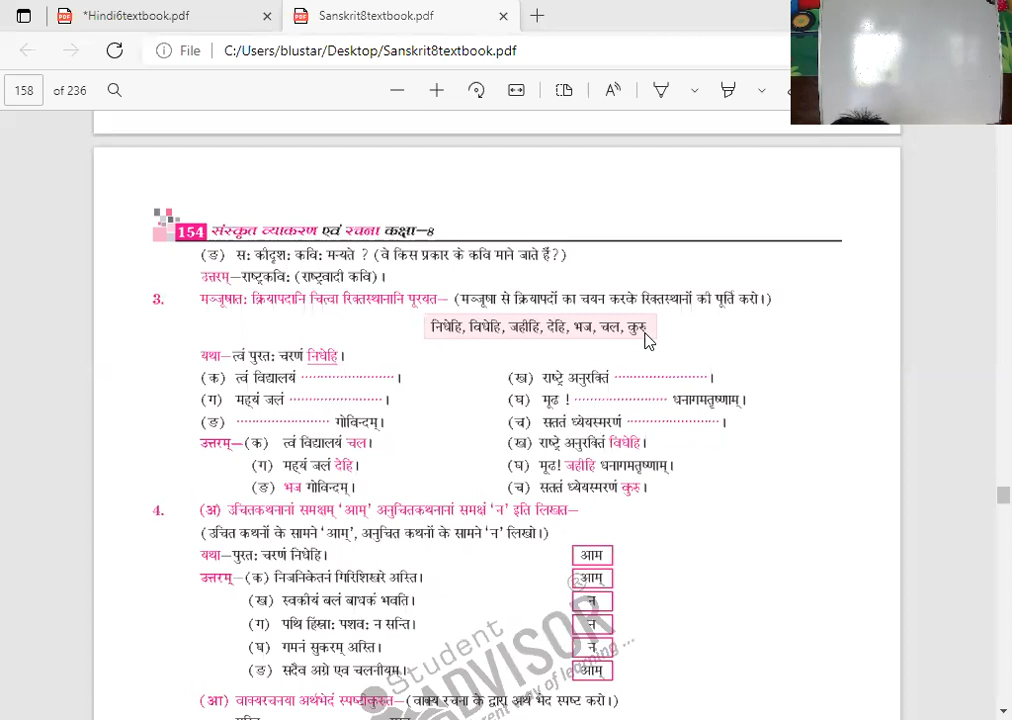 *Hindi6textbook.pdf
Sanskrit8textbook.pdf
File
C:/Users/blustar/Desktop/Sanskrit8textbook.pdf
158 of 236
154 संस्कृत व्याकरण एवं रचना कक्षा-8
(ङ) सः कीदृशः कविः मन्यते ? (वे किस प्रकार के कवि माने जाते हैं?)
उत्तरम्–राष्ट्रकविः (राष्ट्रवादी कवि)।
3. मञ्जूषातः क्रियापदानि चित्वा रिक्तस्थानानि पूरयत– (मञ्जूषा से क्रियापदों का चयन करके रिक्तस्थानों की पूर्ति करो।)
निधेहि, विधेहि, जहीहि, देहि, भज, चल, कुरु
यथा–त्वं पुरतः चरणं निधेहि।
(क) त्वं विद्यालयं ........................ ।
(ख) राष्ट्रे अनुरक्तिं ........................ ।
(ग) मह्यं जलं ........................ ।
(घ) मूढ ! ........................ धनागमतृष्णाम्।
(ङ) ........................ गोविन्दम्।
(च) सततं ध्येयस्मरणं ........................ ।
उत्तरम्–(क) त्वं विद्यालयं चल।
(ख) राष्ट्रे अनुरक्तिं विधेहि।
(ग) मह्यं जलं देहि।
(घ) मूढ! जहीहि धनागमतृष्णाम्।
(ङ) भज गोविन्दम्।
(च) सततं ध्येयस्मरणं कुरु।
4. (अ) उचितकथनानां समक्षम् ‘आम्’ अनुचितकथनानां समक्षं ‘न’ इति लिखत–
(उचित कथनों के सामने ‘आम्’, अनुचित कथनों के सामने ‘न’ लिखो।)
यथा–पुरतः चरणं निधेहि। आम
उत्तरम्–(क) निजनिकेतनं गिरिशिखरे अस्ति। आम्
(ख) स्वकीयं बलं बाधकं भवति। न
(ग) पथि हिंस्राः पशवः न सन्ति। न
(घ) गमनं सुकरम् अस्ति। न
(ङ) सदैव अग्रे एव चलनीयम्। आम्
Student
ADVISOR
(आ) वाक्यरचनया अर्थभेदं स्पष्टीकुरुत– (वाक्य रचना के द्वारा अर्थ भेद स्पष्ट करो।)